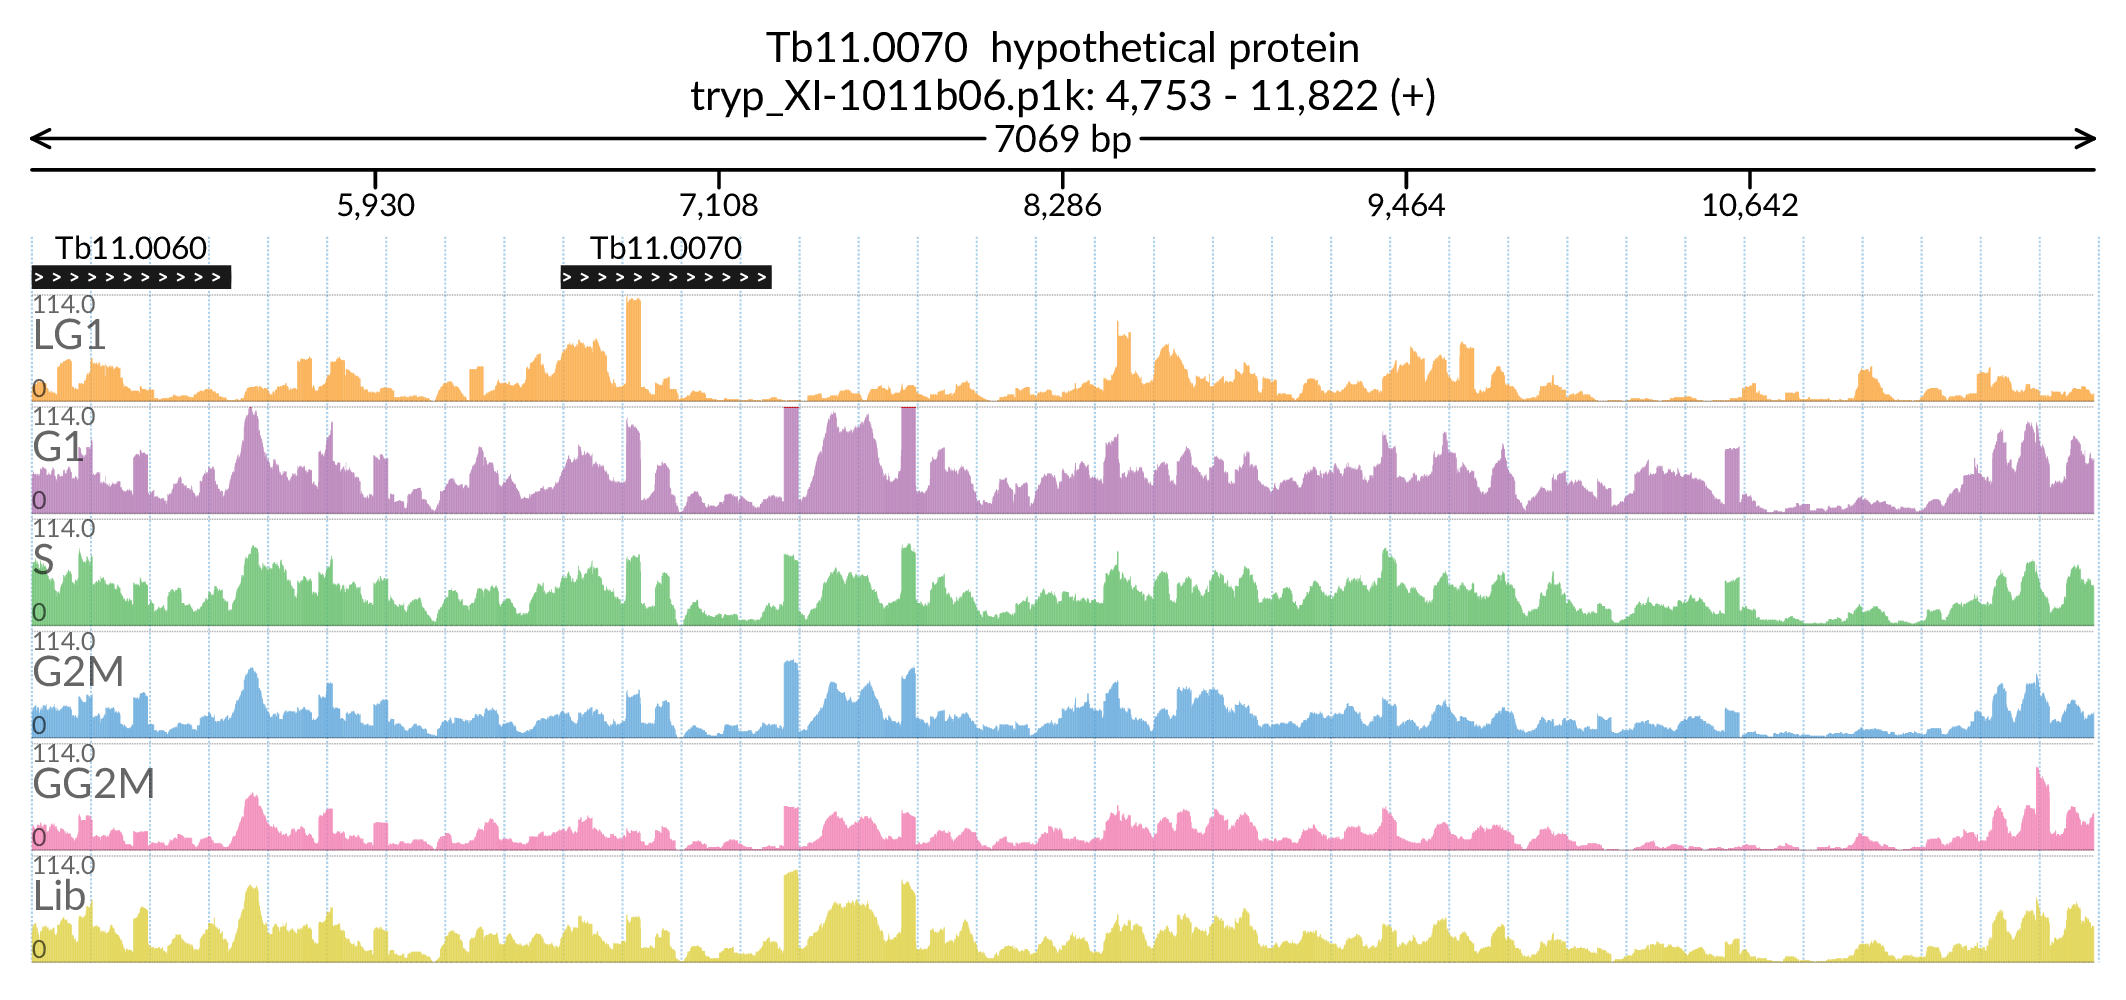 Tb11.0070  hypothetical protein
tryp_XI-1011b06.p1k: 4,753 - 11,822 (+)
7069 bp
5,930 7,108 8,286 9,464 10,642
Tb11.0060 Tb11.0070
> > > > > > > > > > > > > > > > > > > > > > >
114.0
LG1
0
114.0
G1
0
114.0
S
0
114.0
G2M
0
114.0
GG2M
0
114.0
Lib
0